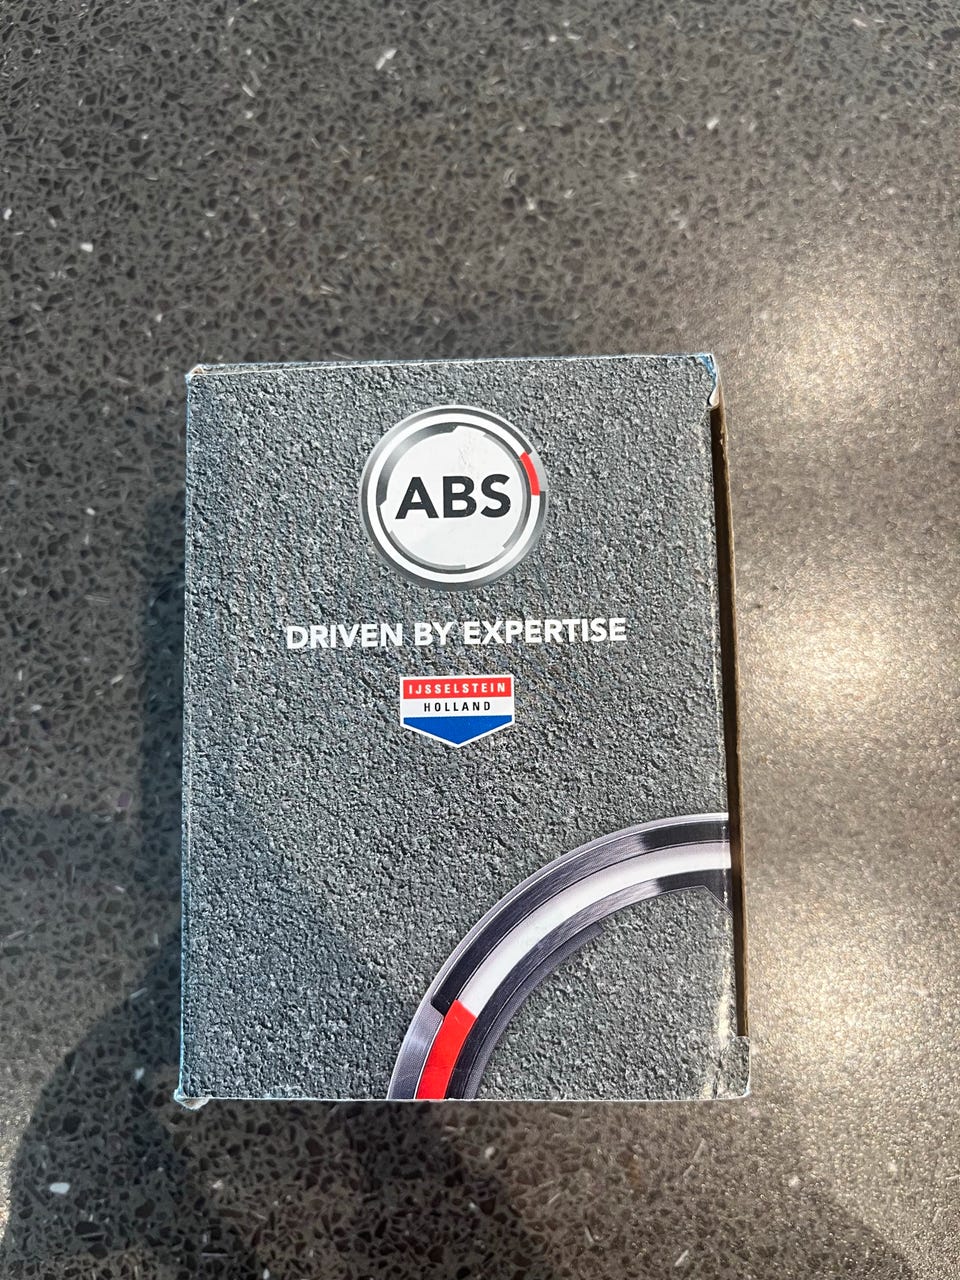 ABS
DRIVEN BY EXPERTISE
IJSSELSTEIN
HOLLAND